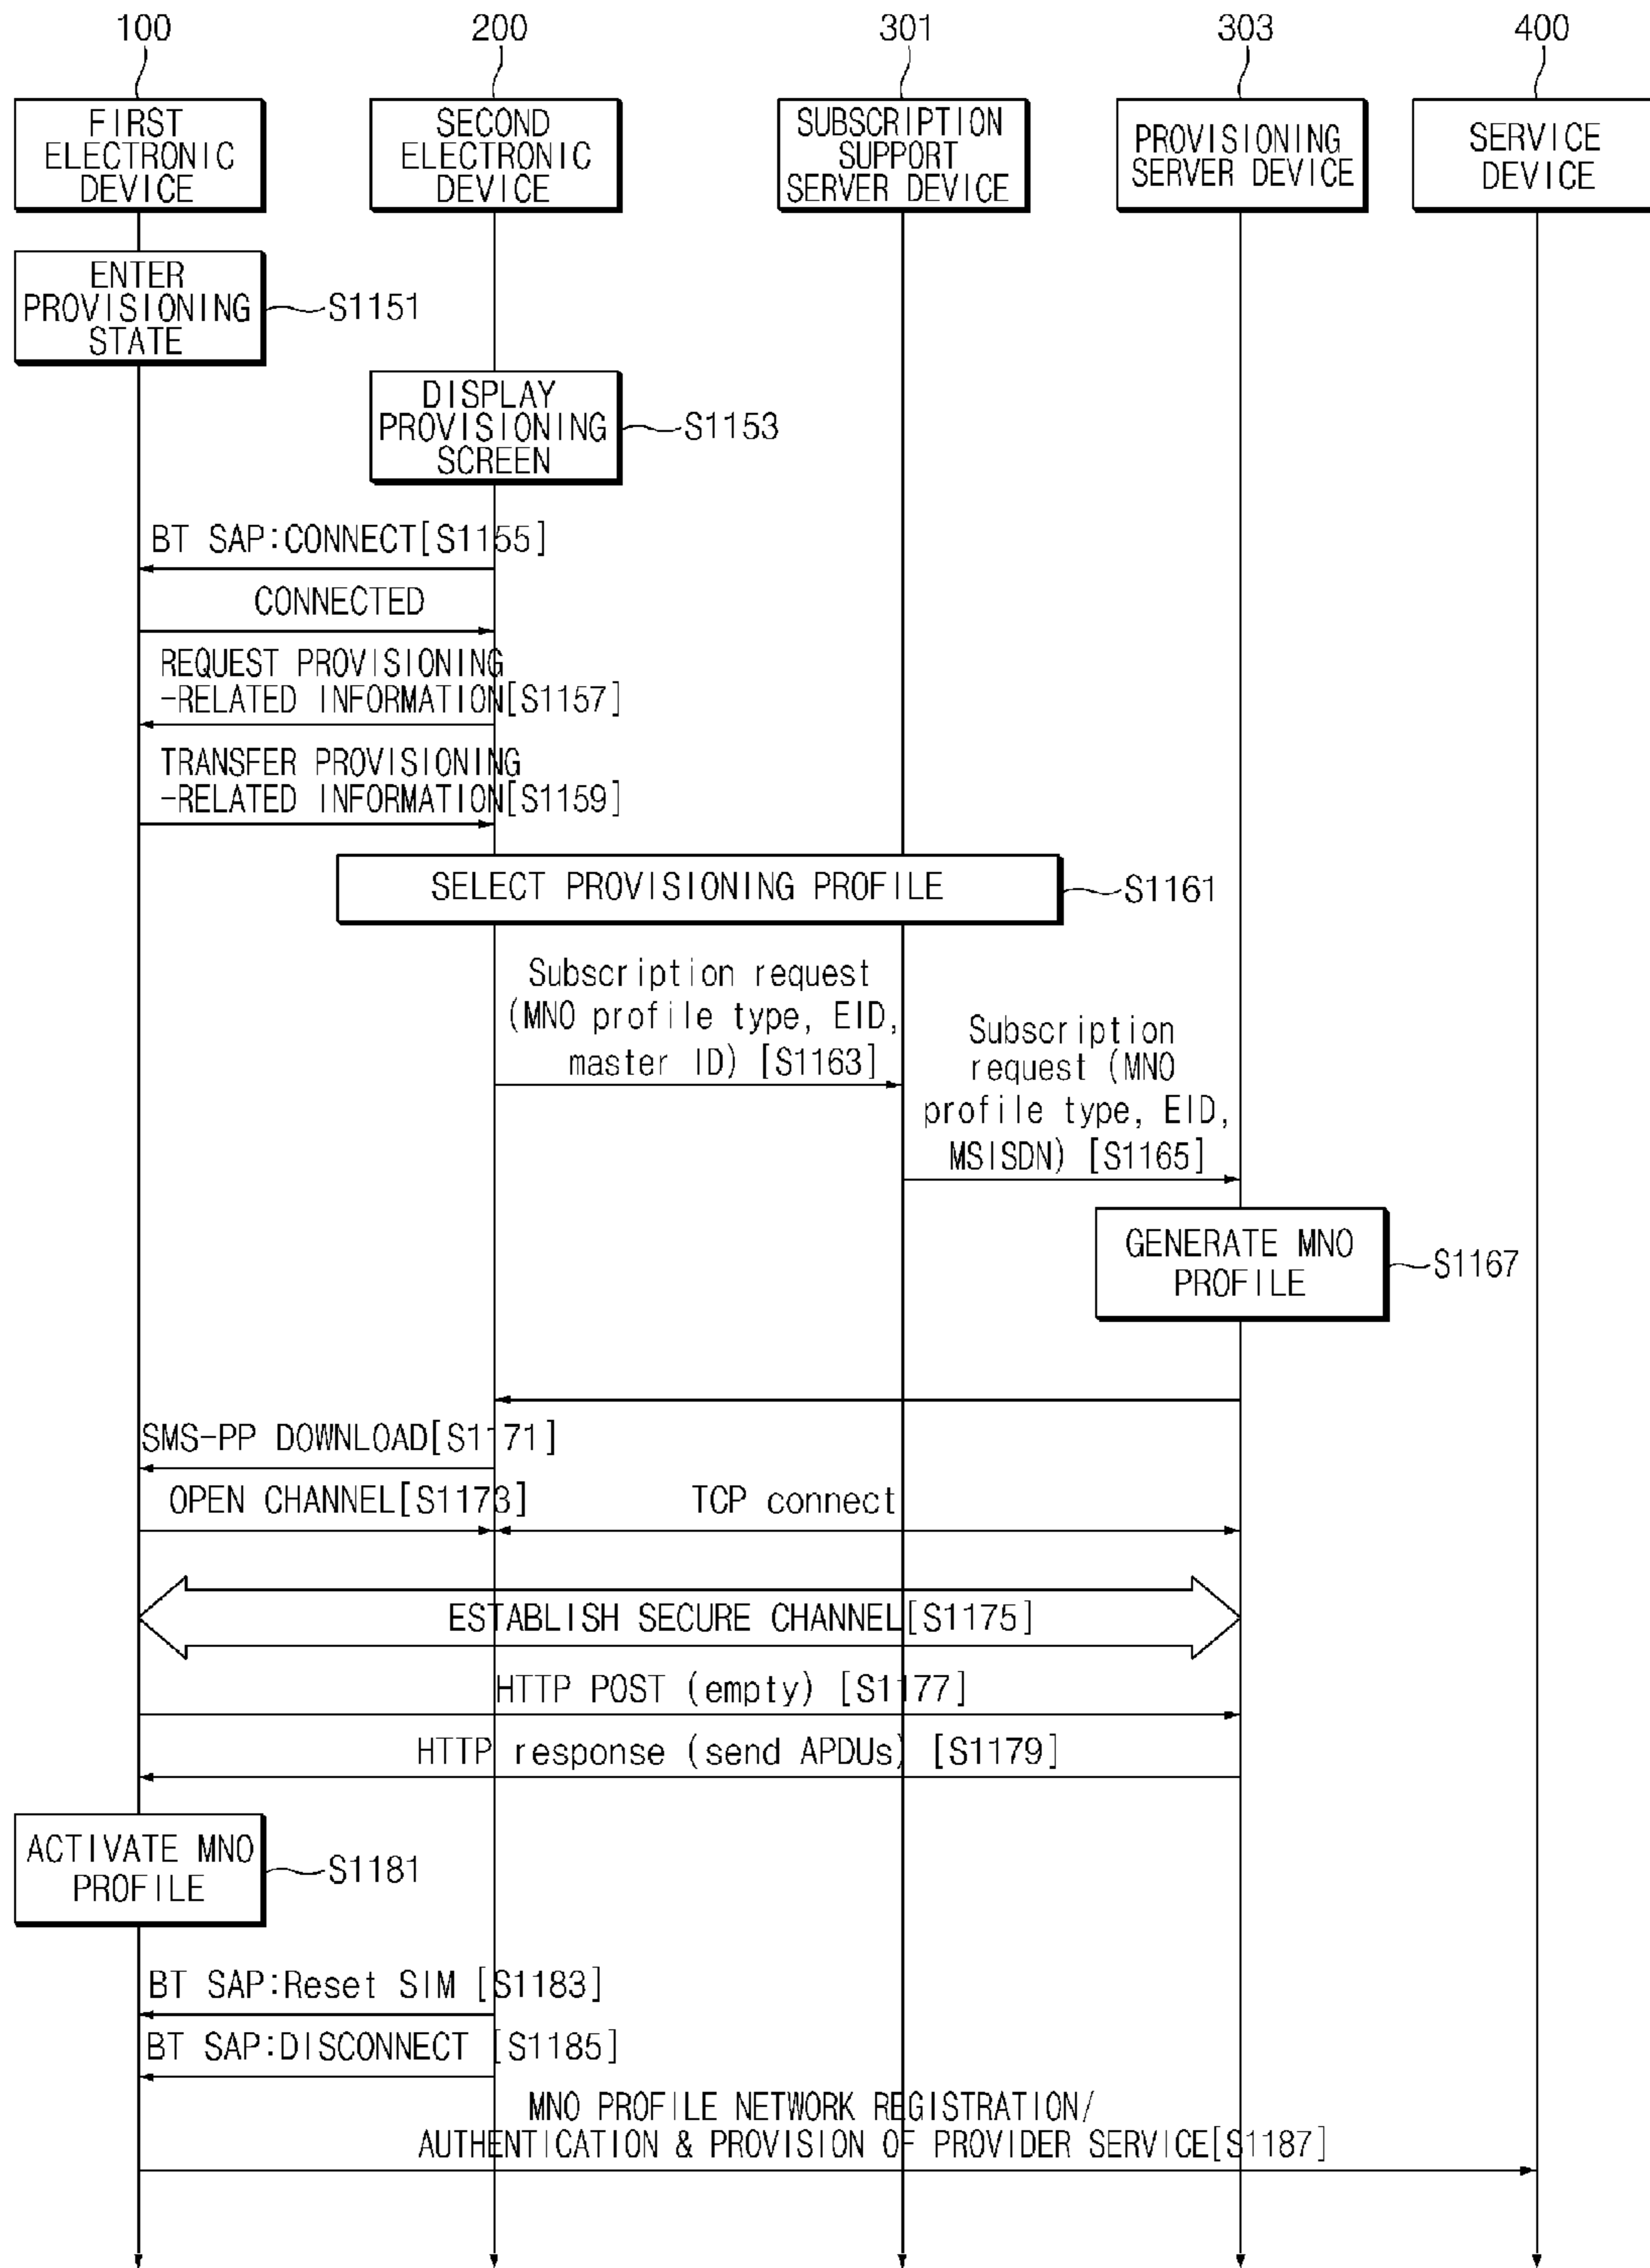 100
200
301
303
400
FIRST
ELECTRONIC
DEVICE
SECOND
ELECTRONIC
DEVICE
SUBSCRIPTION
SUPPORT
SERVER DEVICE
PROVISIONING
SERVER DEVICE
SERVICE
DEVICE
ENTER
PROVISIONING
STATE
S1151
DISPLAY
PROVISIONING
SCREEN
S1153
BT SAP:CONNECT[S1155]
CONNECTED
REQUEST PROVISIONING
-RELATED INFORMATION[S1157]
TRANSFER PROVISIONING
-RELATED INFORMATION[S1159]
SELECT PROVISIONING PROFILE
S1161
Subscription request
(MNO profile type, EID,
master ID) [S1163]
Subscription
request (MNO
profile type, EID,
MSISDN) [S1165]
GENERATE MNO
PROFILE
S1167
SMS-PP DOWNLOAD[S1171]
OPEN CHANNEL[S1173]
TCP connect
ESTABLISH SECURE CHANNEL[S1175]
HTTP POST (empty) [S1177]
HTTP response (send APDUs) [S1179]
ACTIVATE MNO
PROFILE
S1181
BT SAP:Reset SIM [S1183]
BT SAP:DISCONNECT [S1185]
MNO PROFILE NETWORK REGISTRATION/
AUTHENTICATION & PROVISION OF PROVIDER SERVICE[S1187]